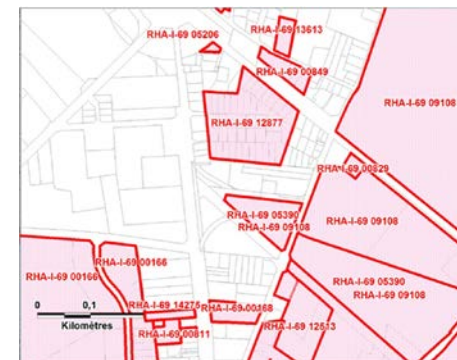 RHA-I-69 13613
RHA-I-69 05206
RHA-I-69 00849
RHA-I-69 09108
RHA-I-69 12877
RHA-I-69 00829
RHA-I-69 05390
RHA-I-69 09108
RHA-I-69 09108
RHA-I-69 00166
RHA-I-69 00166
RHA-I-69 05390
RHA-I-69 09108
0 0,1
Kilomètres
RHA-I-69 14275
RHA-I-69 00168
RHA-I-69 00811
RHA-I-69 12513